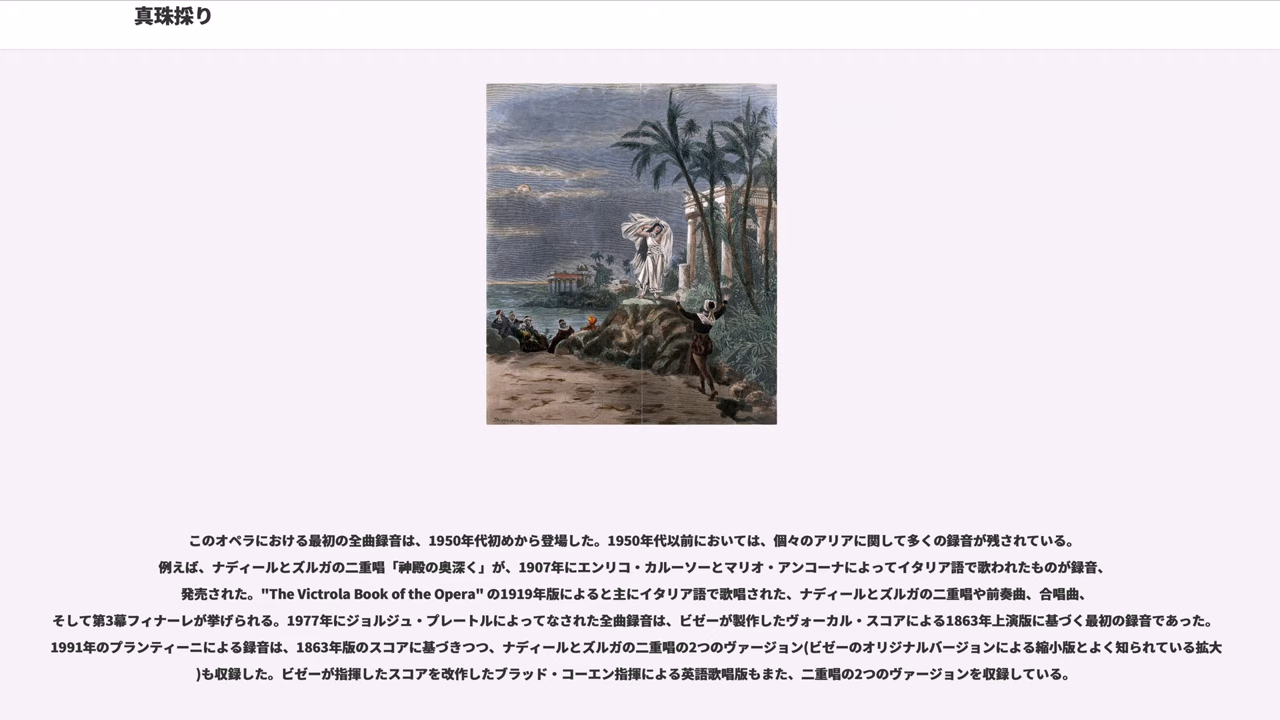 真珠採り
このオペラにおける最初の全曲録音は、1950年代初めから登場した。1950年代以前においては、個々のアリアに関して多くの録音が残されている。
例えば、ナディールとズルガの二重唱「神殿の奥深く」が、1907年にエンリコ・カルーソーとマリオ・アンコーナによってイタリア語で歌われたものが録音、
発売された。"The Victrola Book of the Opera" の1919年版によると主にイタリア語で歌唱された、ナディールとズルガの二重唱や前奏曲、合唱曲、
そして第3幕フィナーレが挙げられる。1977年にジョルジュ・プレートルによってなされた全曲録音は、ビゼーが製作したヴォーカル・スコアによる1863年上演版に基づく最初の録音であった。
1991年のプランティーニによる録音は、1863年版のスコアに基づきつつ、ナディールとズルガの二重唱の2つのヴァージョン(ビゼーのオリジナルバージョンによる縮小版とよく知られている拡大
)も収録した。ビゼーが指揮したスコアを改作したブラッド・コーエン指揮による英語歌唱版もまた、二重唱の2つのヴァージョンを収録している。